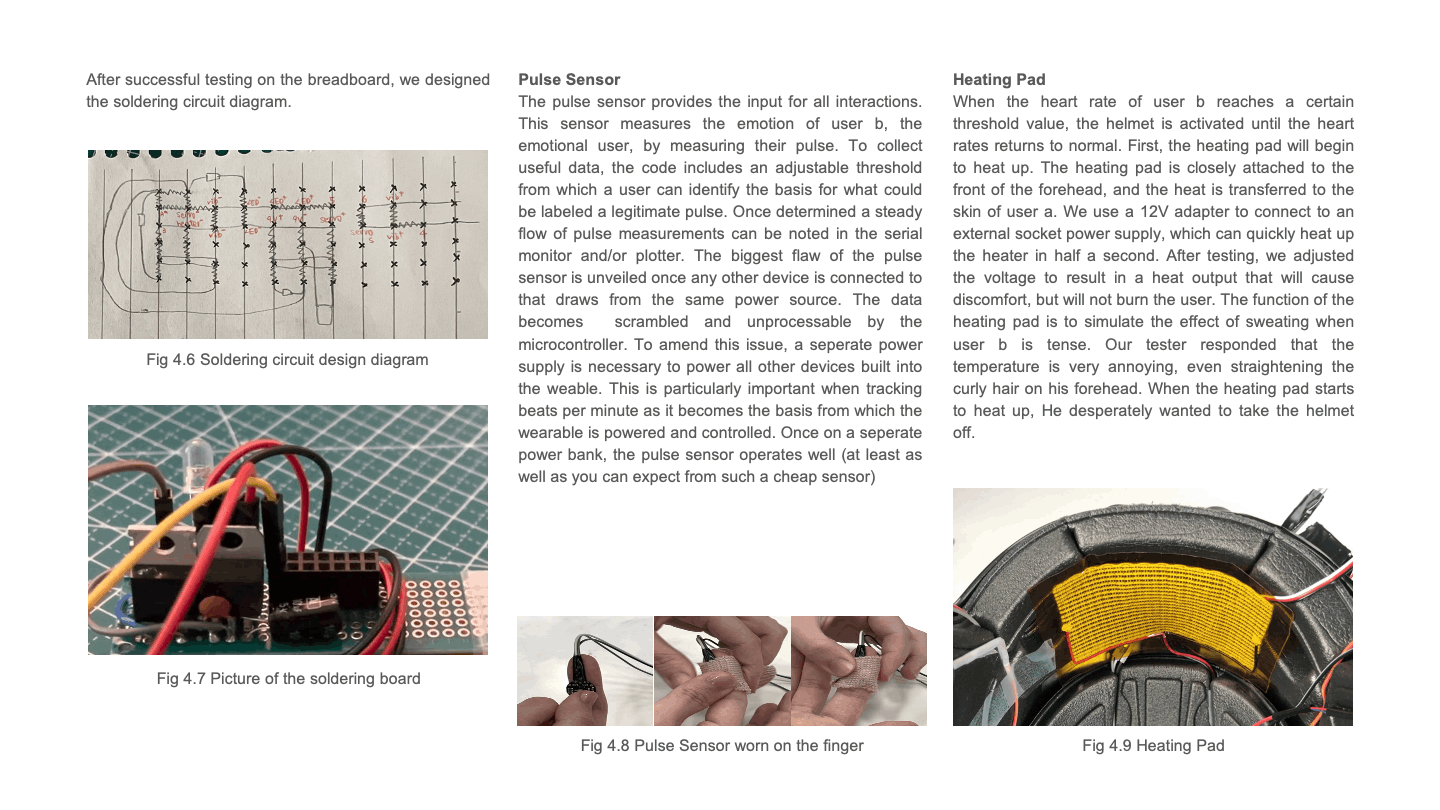 After successful testing on the breadboard, we designed
the soldering circuit diagram.
Fig 4.6 Soldering circuit design diagram
Fig 4.7 Picture of the soldering board
Pulse Sensor
The pulse sensor provides the input for all interactions.
This sensor measures the emotion of user b, the
emotional user, by measuring their pulse. To collect
useful data, the code includes an adjustable threshold
from which a user can identify the basis for what could
be labeled a legitimate pulse. Once determined a steady
flow of pulse measurements can be noted in the serial
monitor and/or plotter. The biggest flaw of the pulse
sensor is unveiled once any other device is connected to
that draws from the same power source. The data
becomes scrambled and unprocessable by the
microcontroller. To amend this issue, a seperate power
supply is necessary to power all other devices built into
the weable. This is particularly important when tracking
beats per minute as it becomes the basis from which the
wearable is powered and controlled. Once on a seperate
power bank, the pulse sensor operates well (at least as
well as you can expect from such a cheap sensor)
Fig 4.8 Pulse Sensor worn on the finger
Heating Pad
When the heart rate of user b reaches a certain
threshold value, the helmet is activated until the heart
rates returns to normal. First, the heating pad will begin
to heat up. The heating pad is closely attached to the
front of the forehead, and the heat is transferred to the
skin of user a. We use a 12V adapter to connect to an
external socket power supply, which can quickly heat up
the heater in half a second. After testing, we adjusted
the voltage to result in a heat output that will cause
discomfort, but will not burn the user. The function of the
heating pad is to simulate the effect of sweating when
user b is tense. Our tester responded that the
temperature is very annoying, even straightening the
curly hair on his forehead. When the heating pad starts
to heat up, He desperately wanted to take the helmet
off.
Fig 4.9 Heating Pad